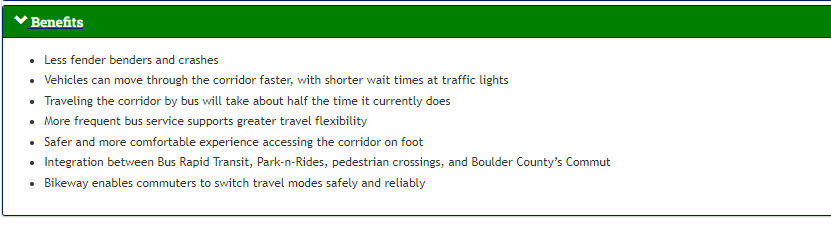 Benefits
Less fender benders and crashes
Vehicles can move through the corridor faster, with shorter wait times at traffic lights
Traveling the corridor by bus will take about half the time it currently does
More frequent bus service supports greater travel flexibility
Safer and more comfortable experience accessing the corridor on foot
Integration between Bus Rapid Transit, Park-n-Rides, pedestrian crossings, and Boulder County’s Commut
Bikeway enables commuters to switch travel modes safely and reliably